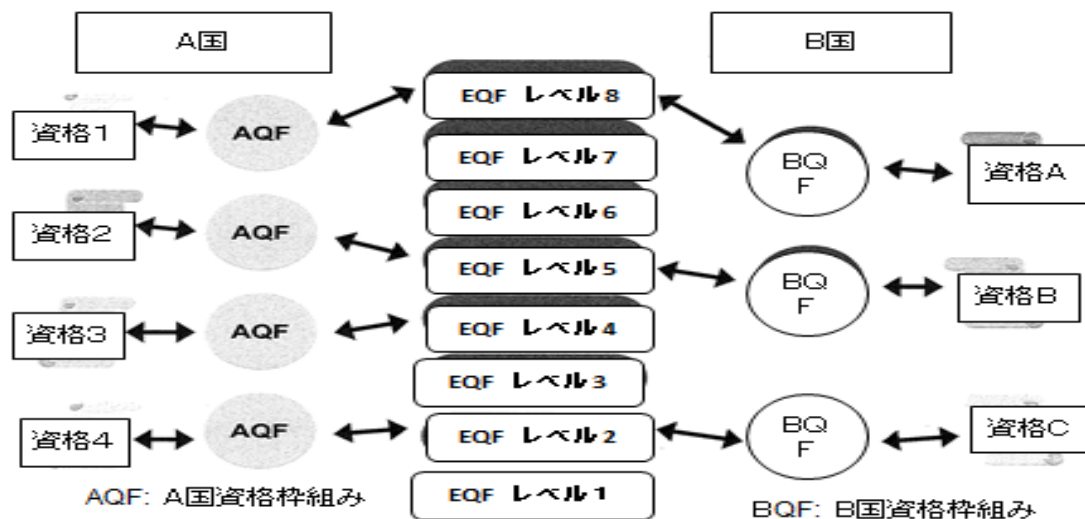 A国
B国
EQF レベル8
資格1
AQF
EQF レベル7
BQ
F
資格A
EQF レベル6
資格2
AQF
EQF レベル5
BQ
F
資格B
資格3
AQF
EQF レベル4
EQF レベル3
資格4
AQF
EQF レベル2
BQ
F
資格C
EQF レベル1
AQF: A国資格枠組み
BQF: B国資格枠組み